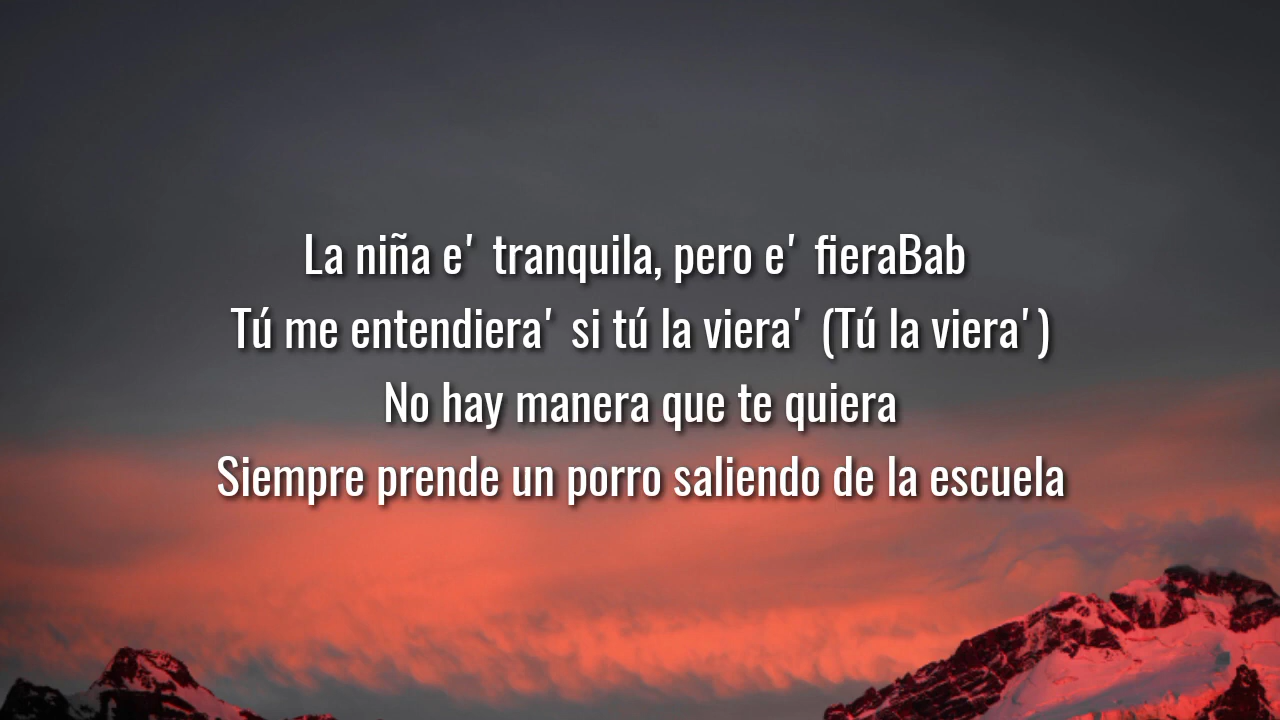 La niña e' tranquila, pero e' fieraBab
Tú me entendiera' si tú la viera' (Tú la viera')
No hay manera que te quiera
Siempre prende un porro saliendo de la escuela